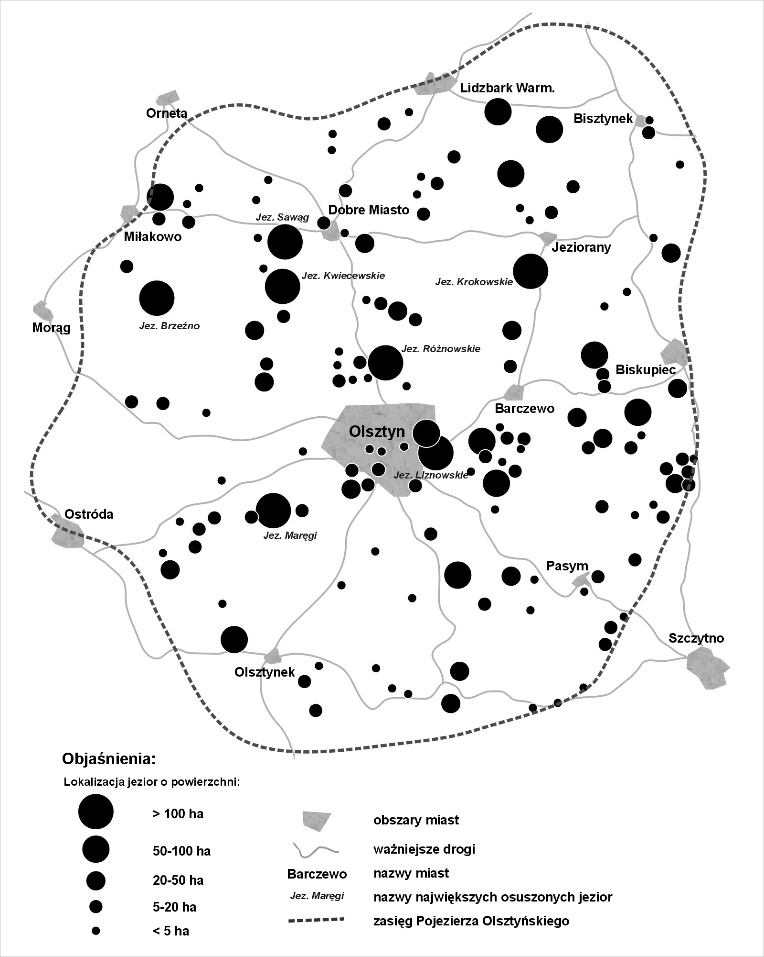 Lidzbark Warm.
Orneta
Bisztynek
Jez. Sawąg
Dobre Miasto
Miłakowo
Jeziorany
Jez. Kwiecewskie
Jez. Krokowskie
Morąg
Jez. Brzeźno
Jez. Różnowskie
Biskupiec
Barczewo
Olsztyn
Jez. Liznowskie
Ostróda
Jez. Maręgi
Pasym
Szczytno
Olsztynek
Objaśnienia:
Lokalizacja jezior o powierzchni:
> 100 ha
50-100 ha
20-50 ha
5-20 ha
< 5 ha
obszary miast
ważniejsze drogi
Barczewo nazwy miast
Jez. Maręgi nazwy największych osuszonych jezior
zasięg Pojezierza Olsztyńskiego